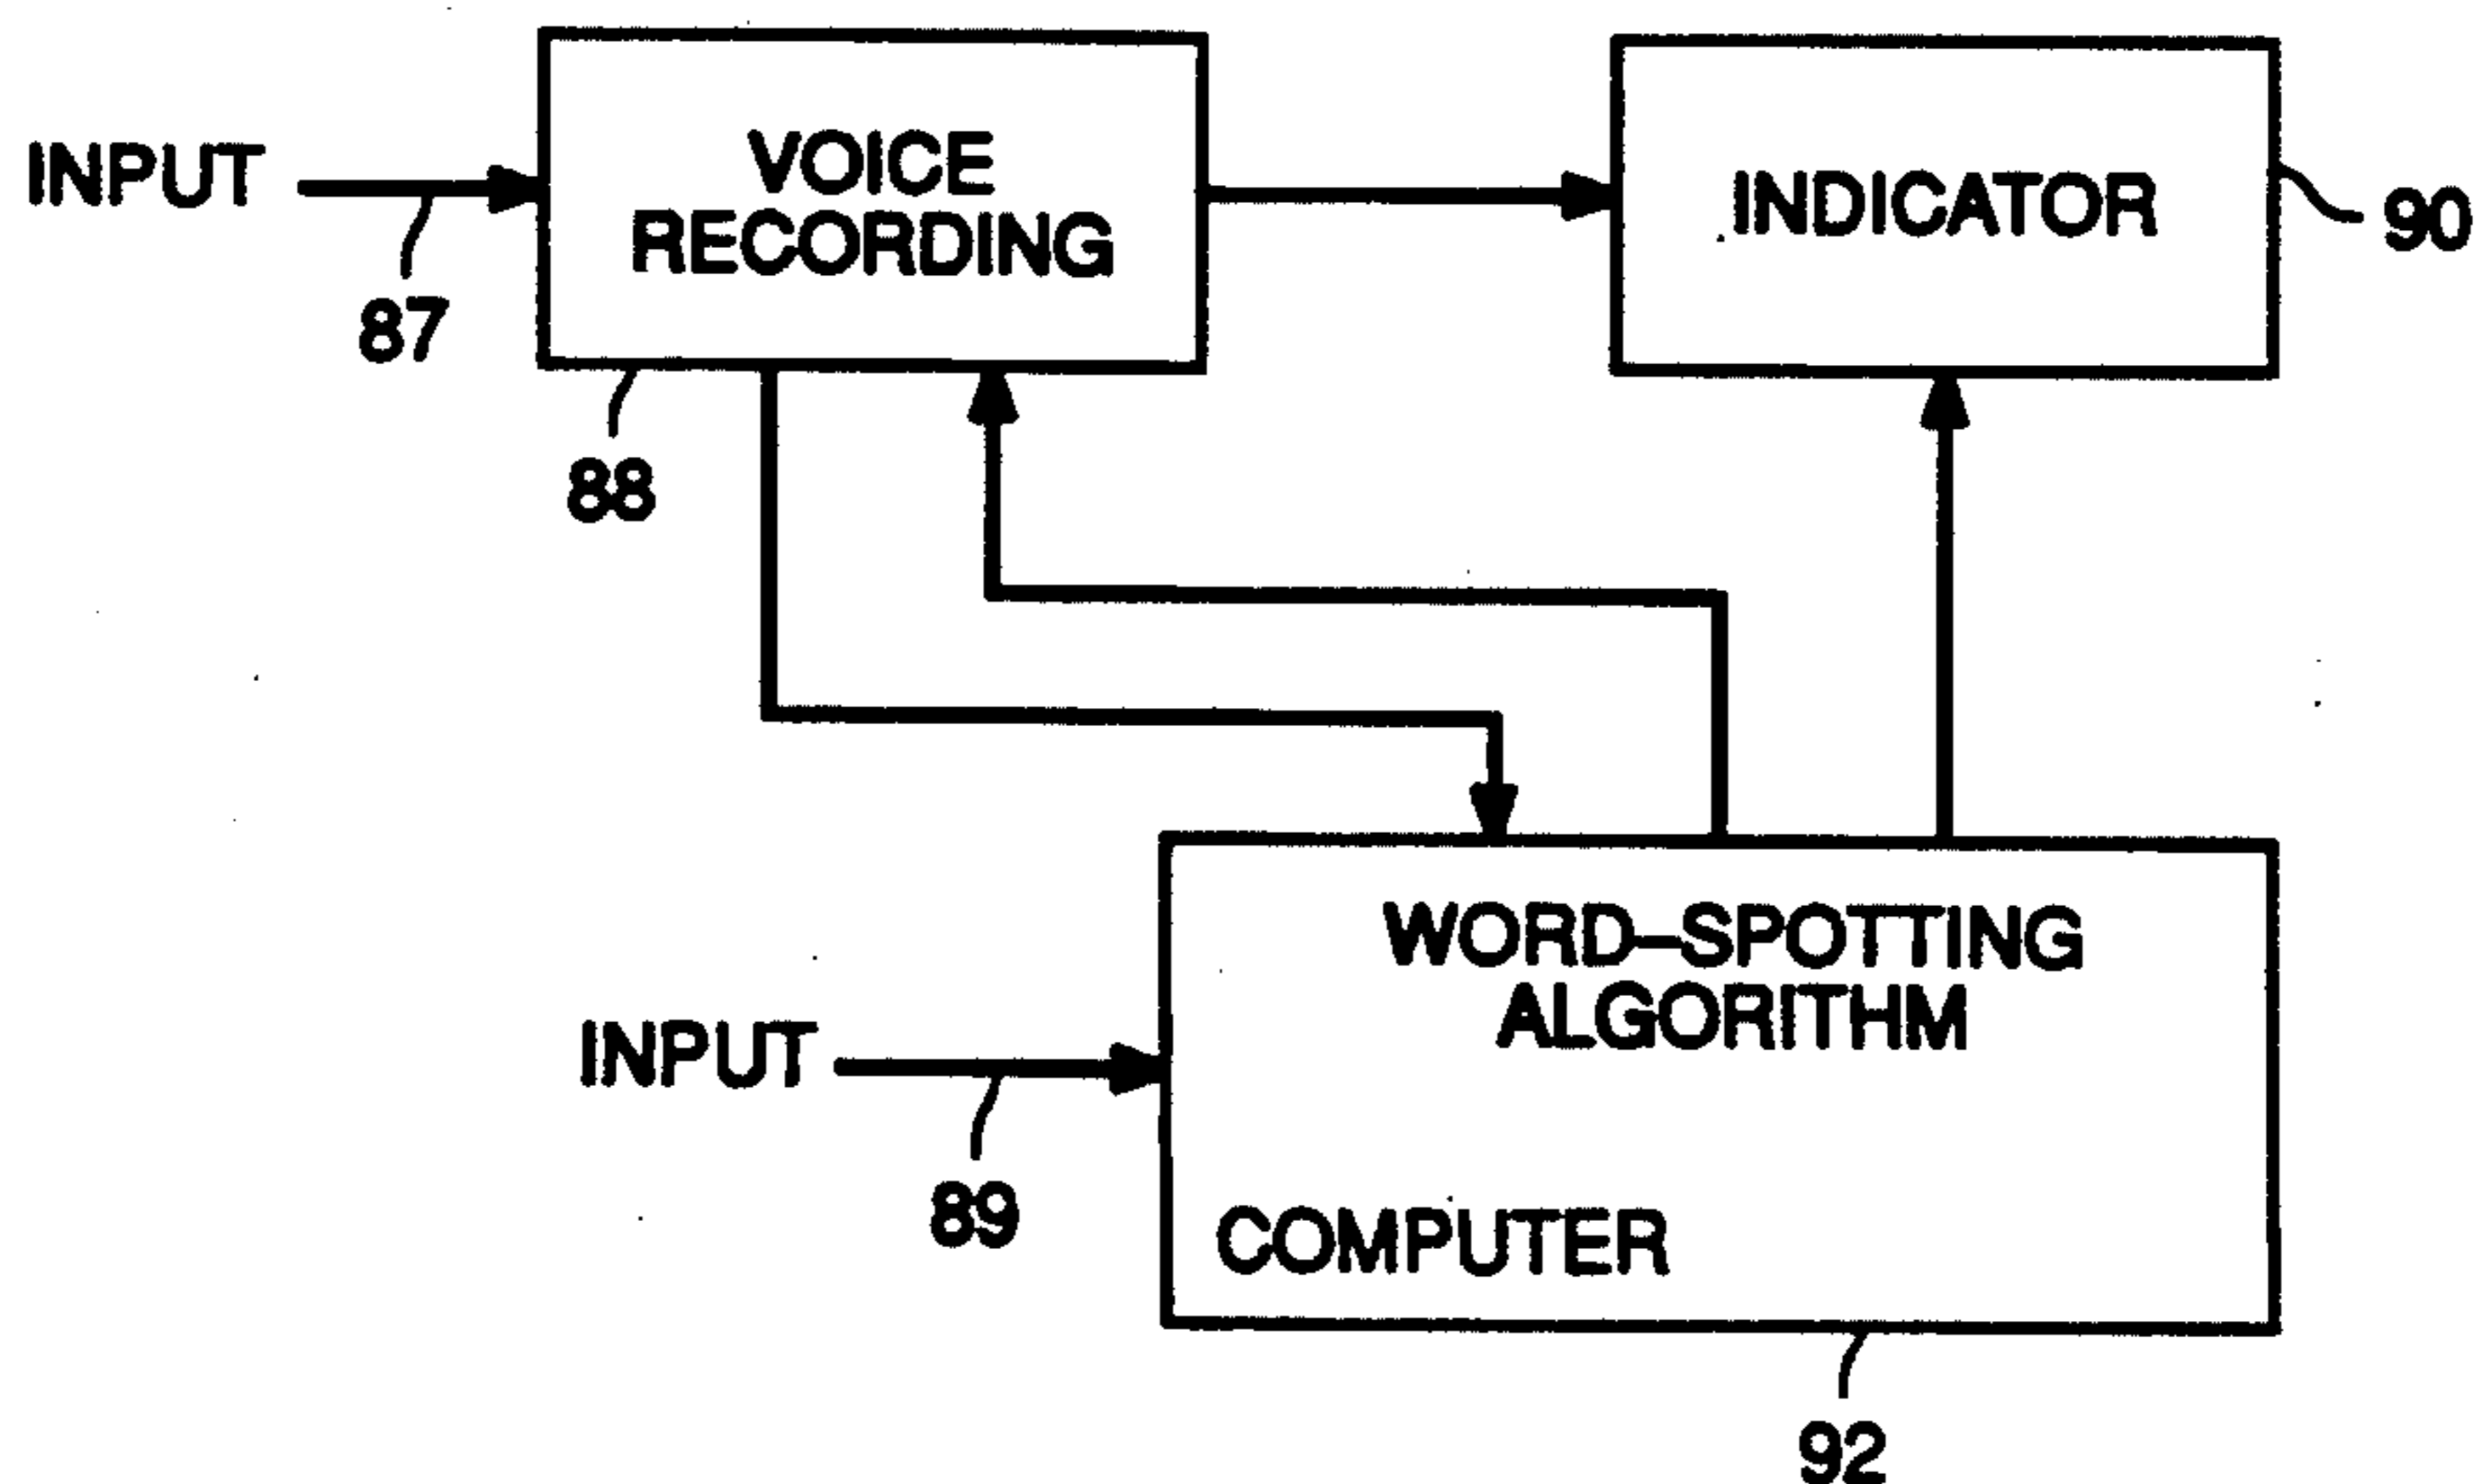 INPUT
87
VOICE
RECORDING
88
INDICATOR
90
INPUT
89
WORD-SPOTTING
ALGORITHM
COMPUTER
92